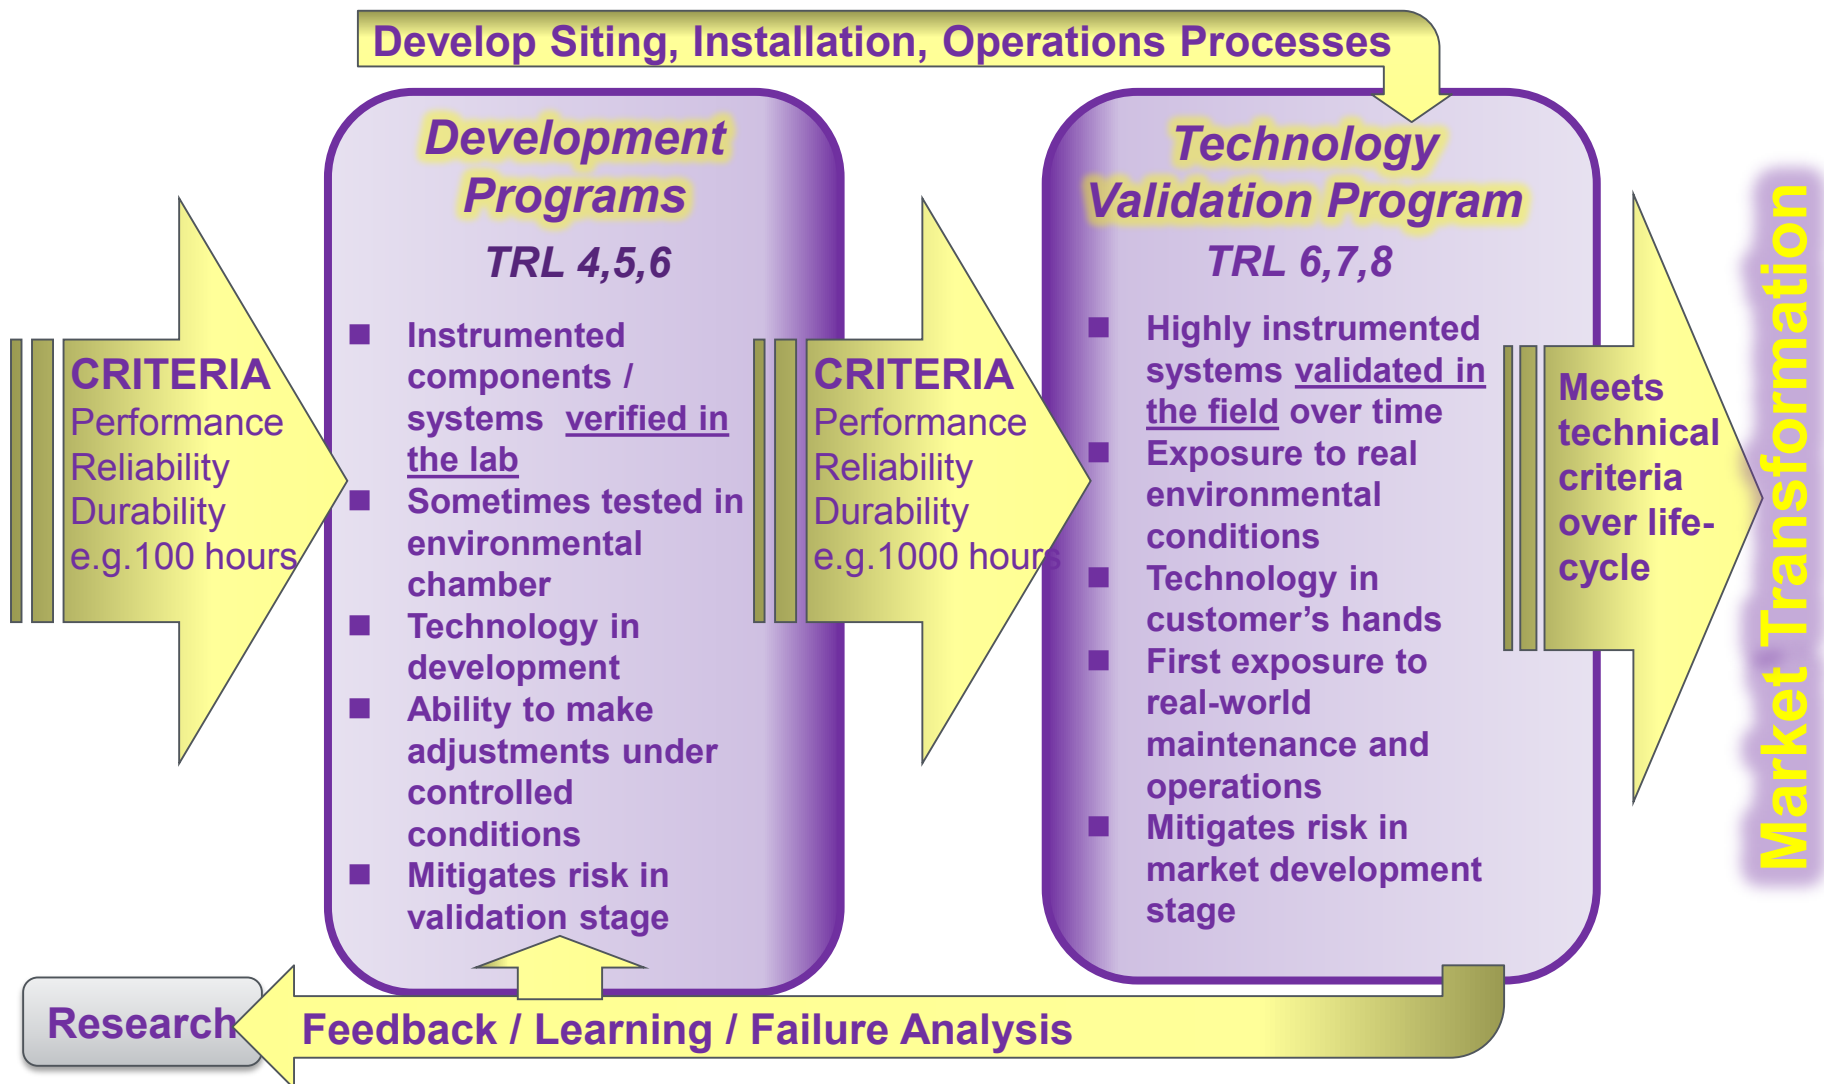 Develop Siting, Installation, Operations Processes
CRITERIA
Performance
Reliability
Durability
e.g.100 hours
Development
Programs
TRL 4,5,6
■ Instrumented
components /
systems verified in
the lab
■ Sometimes tested in
environmental
chamber
■ Technology in
development
■ Ability to make
adjustments under
controlled
conditions
■ Mitigates risk in
validation stage
CRITERIA
Performance
Reliability
Durability
e.g.1000 hours
Technology
Validation Program
TRL 6,7,8
■ Highly instrumented
systems validated in
the field over time
■ Exposure to real
environmental
conditions
■ Technology in
customer’s hands
■ First exposure to
real-world
maintenance and
operations
■ Mitigates risk in
market development
stage
Meets
technical
criteria
over life-
cycle
Market Transformation
Research
Feedback / Learning / Failure Analysis